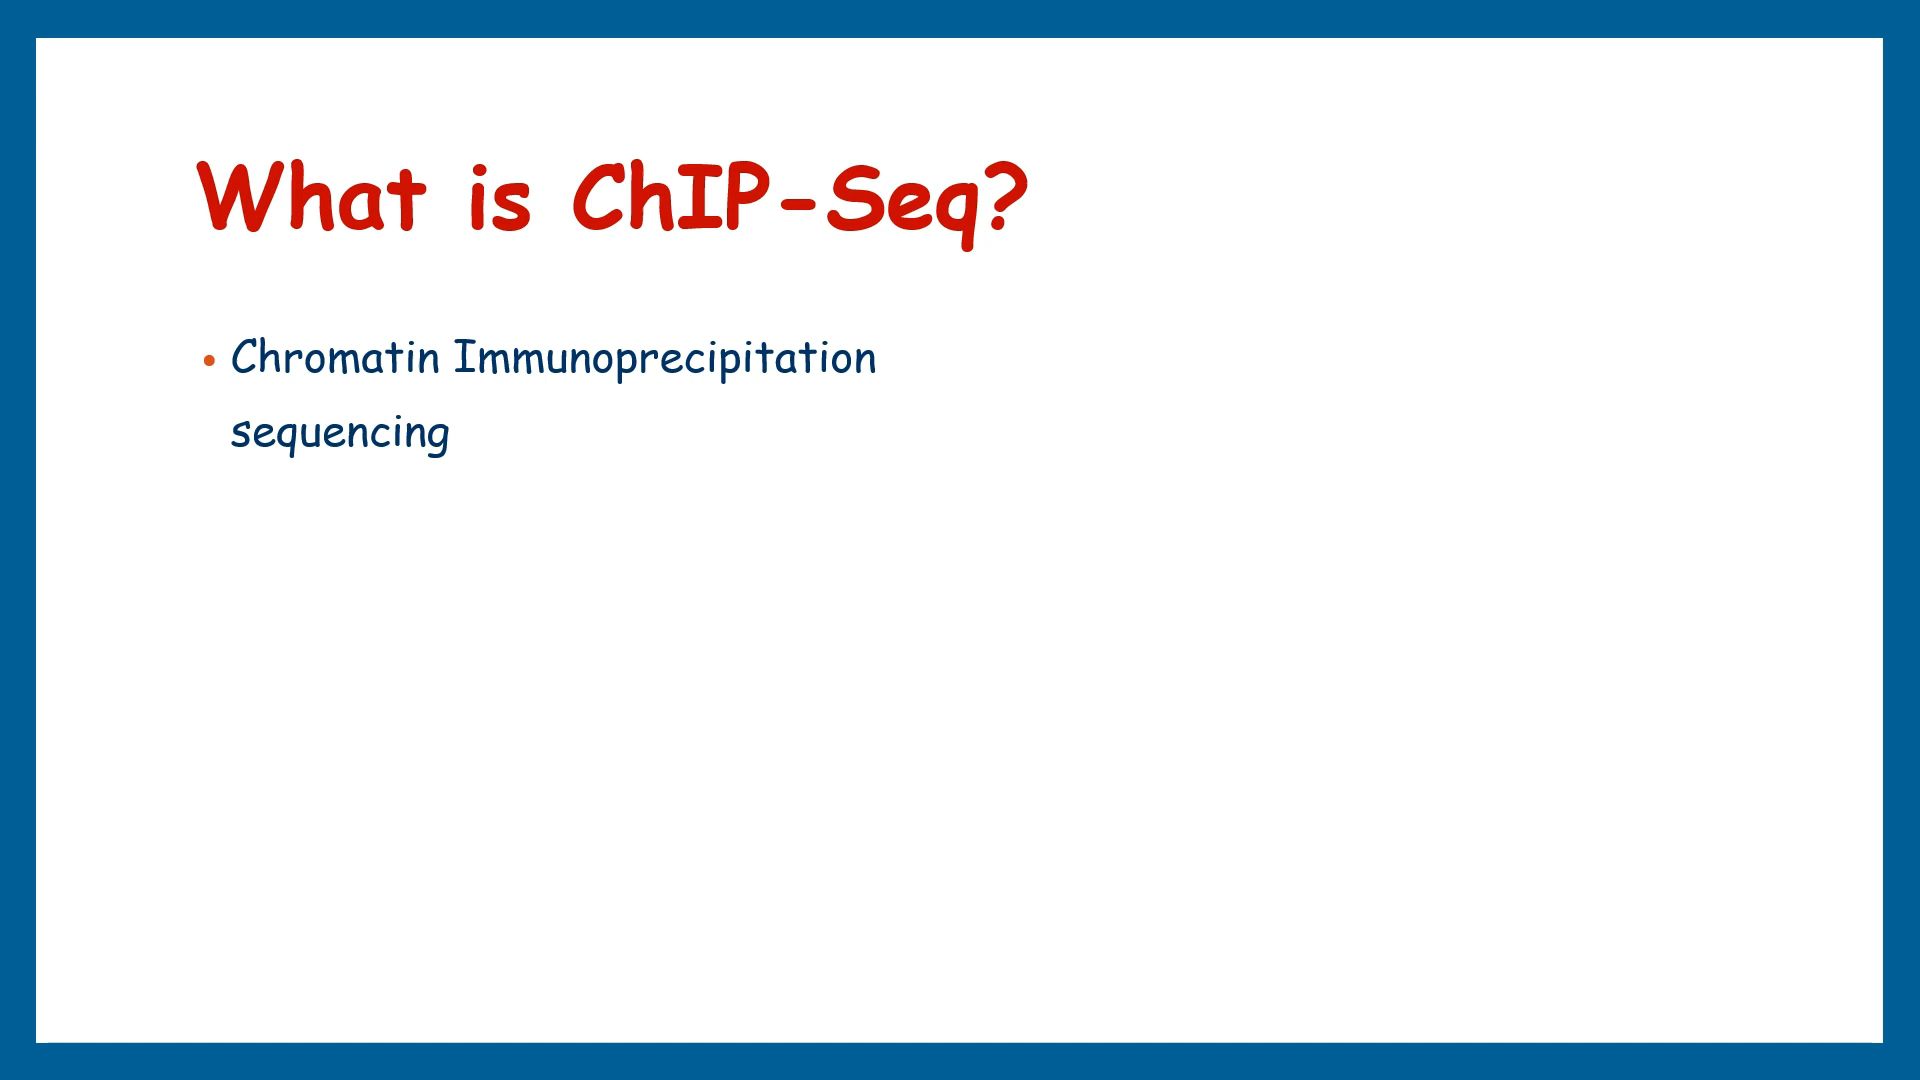 What is ChIP-Seq?
• Chromatin Immunoprecipitation
sequencing